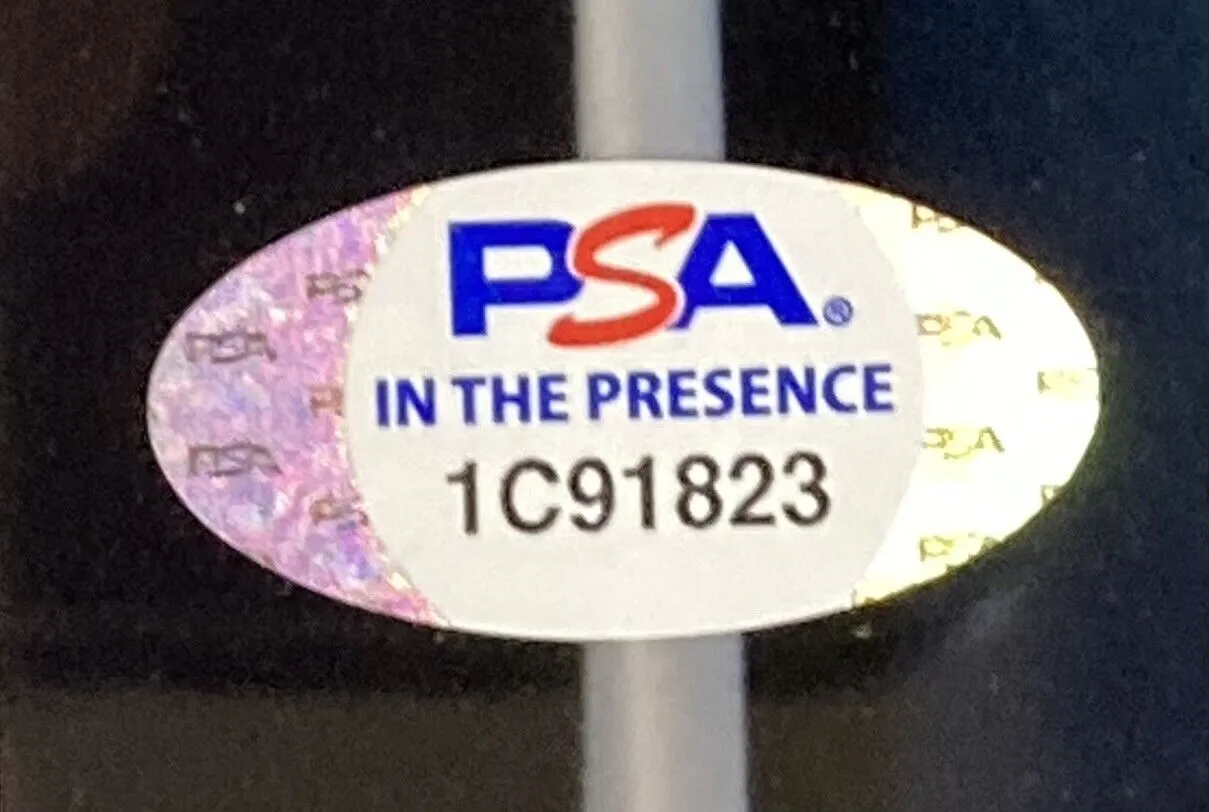 PSA®
IN THE PRESENCE
1C91823